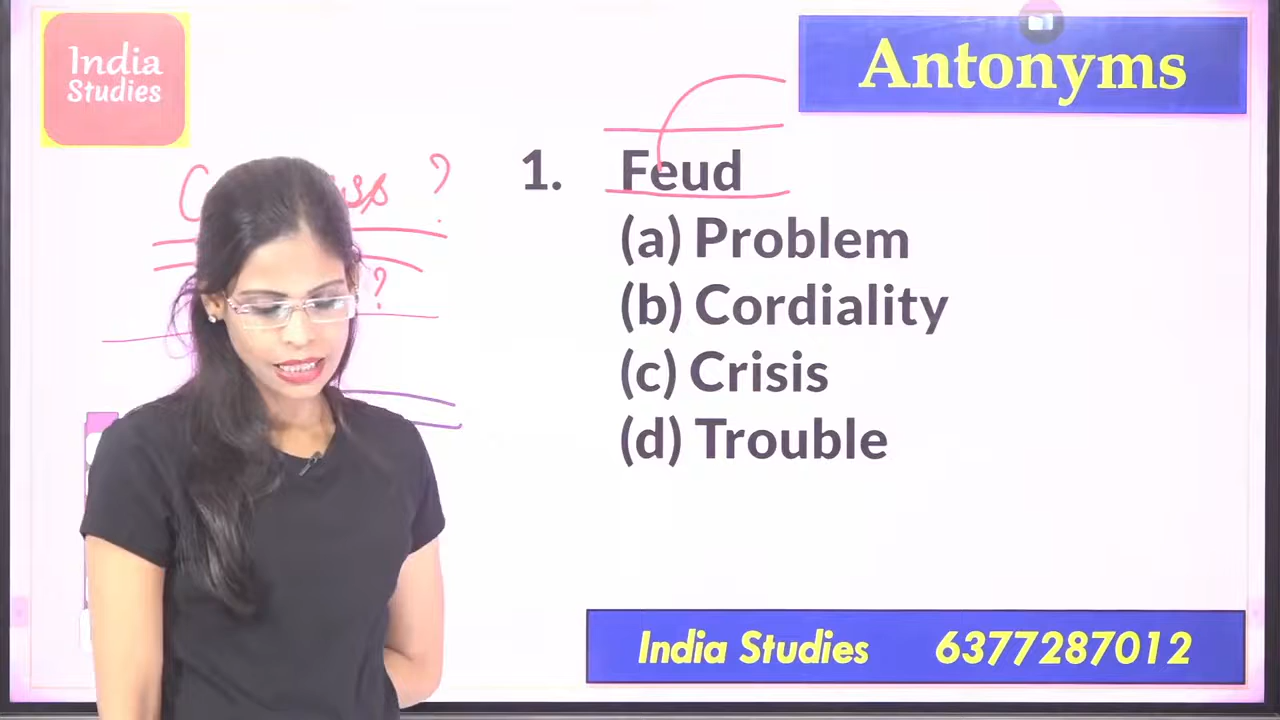 India
Studies
Antonyms
?
1. Feud
(a) Problem
(b) Cordiality
?
(c) Crisis
(d) Trouble
India Studies 6377287012